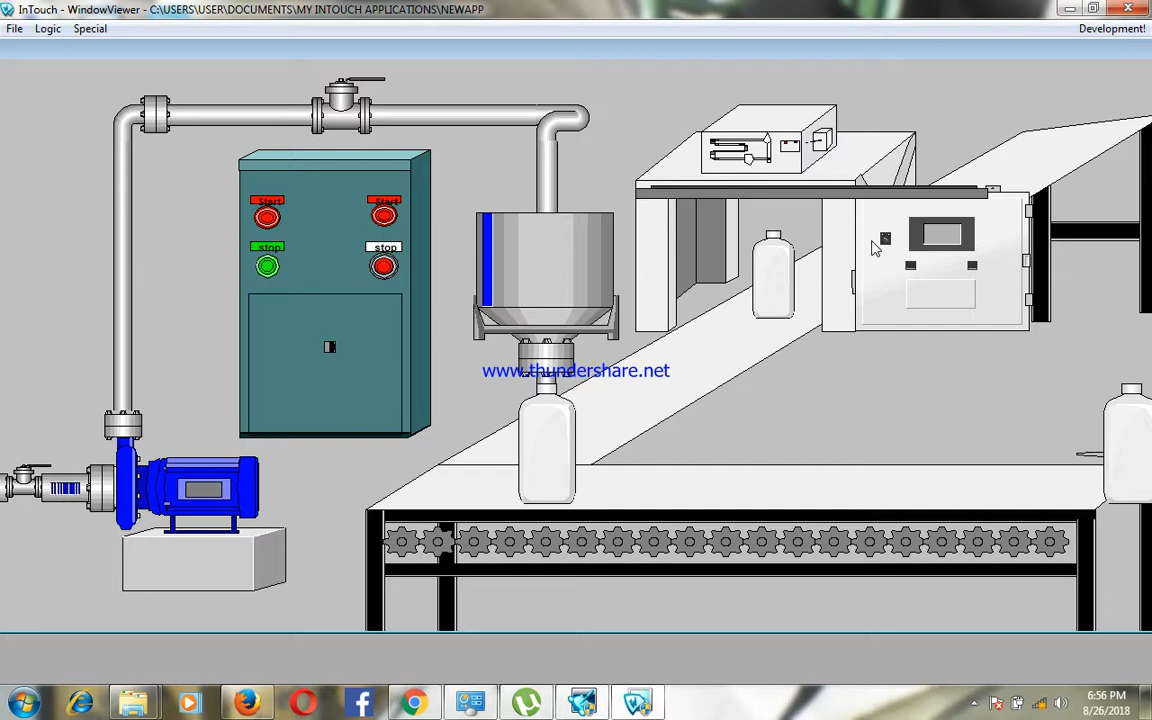 InTouch - WindowViewer - C:\USERS\USER\DOCUMENTS\MY INTOUCH APPLICATIONS\NEWAPP
File Logic Special Development!
Start Start
stop stop
www.thundershare.net
6:56 PM
8/26/2018